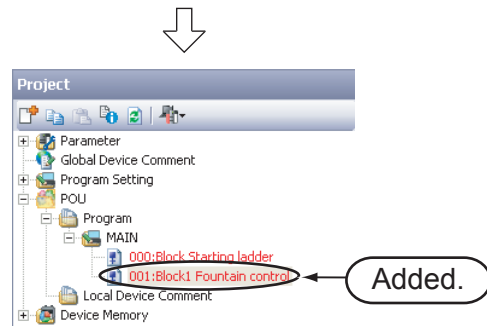 Project
Parameter
Global Device Comment
Program Setting
POU
Program
MAIN
000:Block Starting ladder
001:Block1 Fountain control
Added.
Local Device Comment
Device Memory